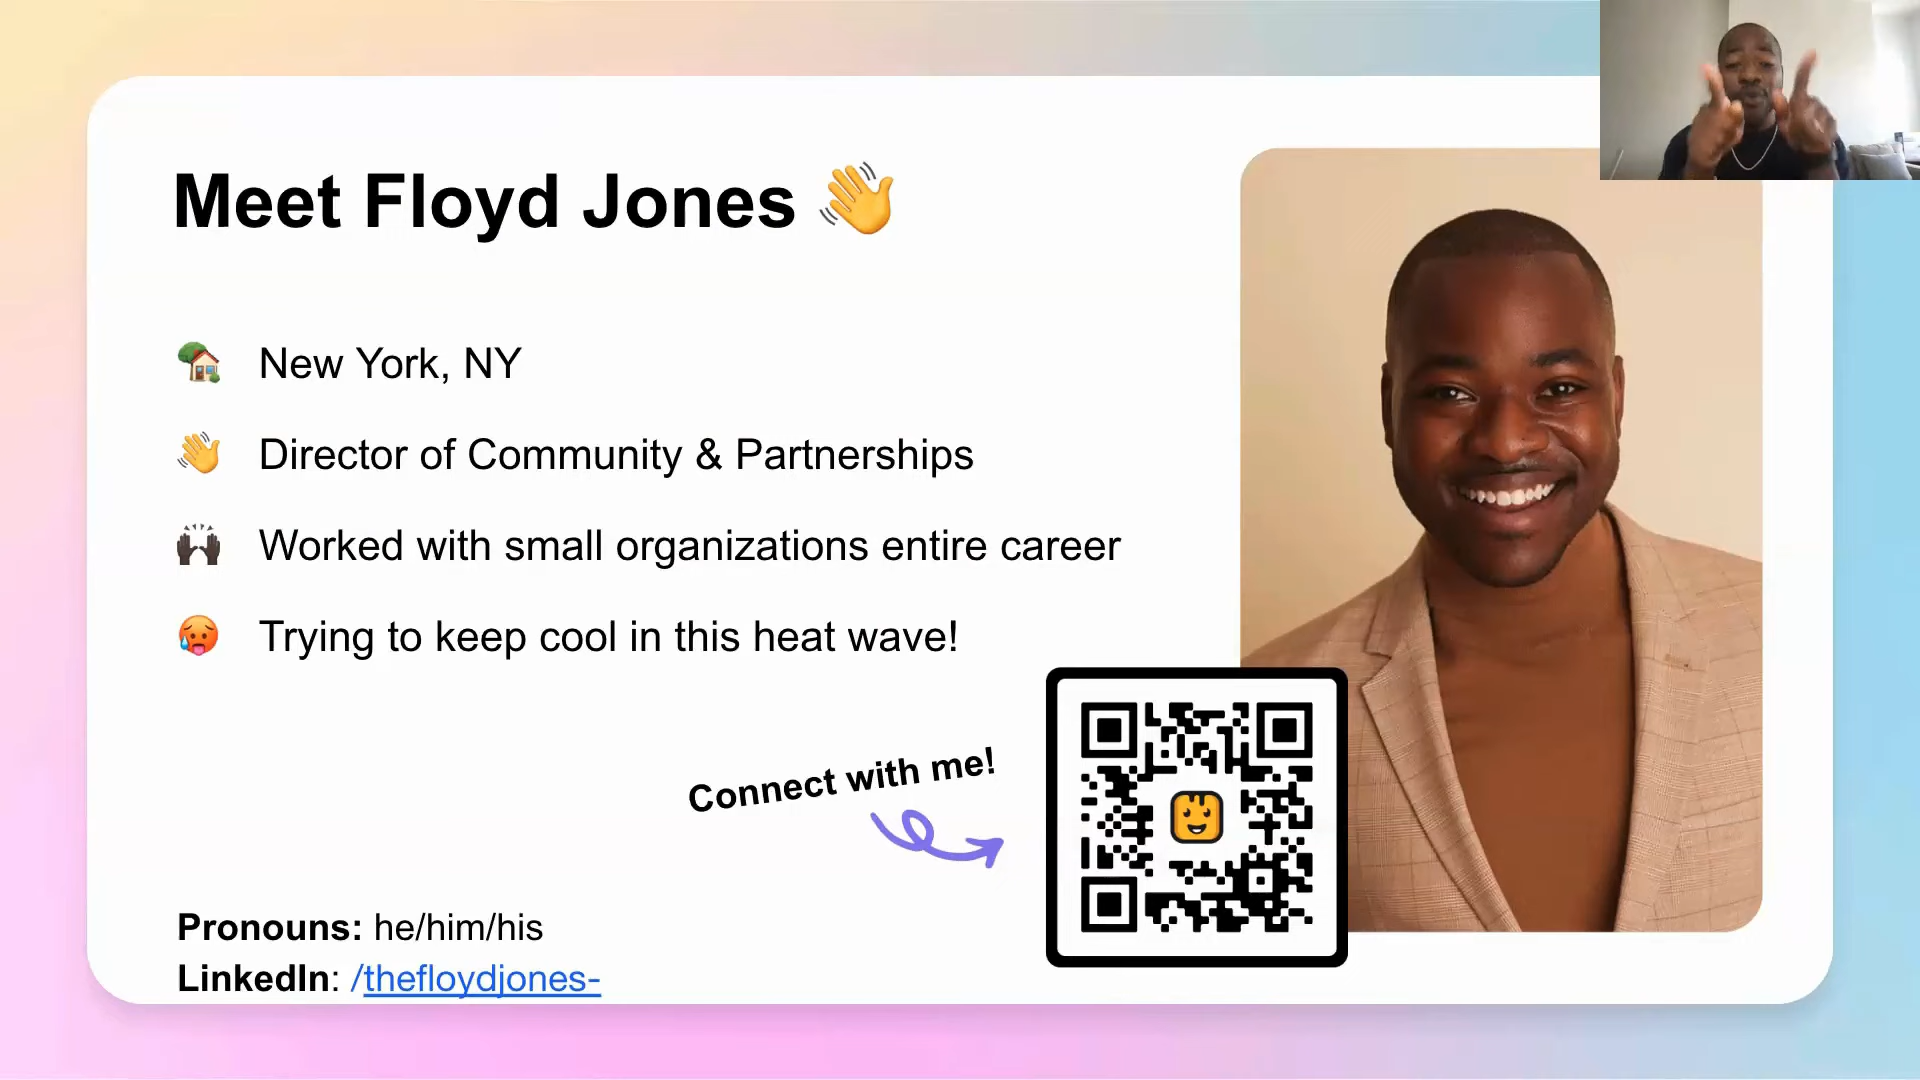 Meet Floyd Jones 👋
New York, NY
Director of Community & Partnerships
Worked with small organizations entire career
Trying to keep cool in this heat wave!
Connect with me!
Pronouns: he/him/his
LinkedIn: /thefloydjones-